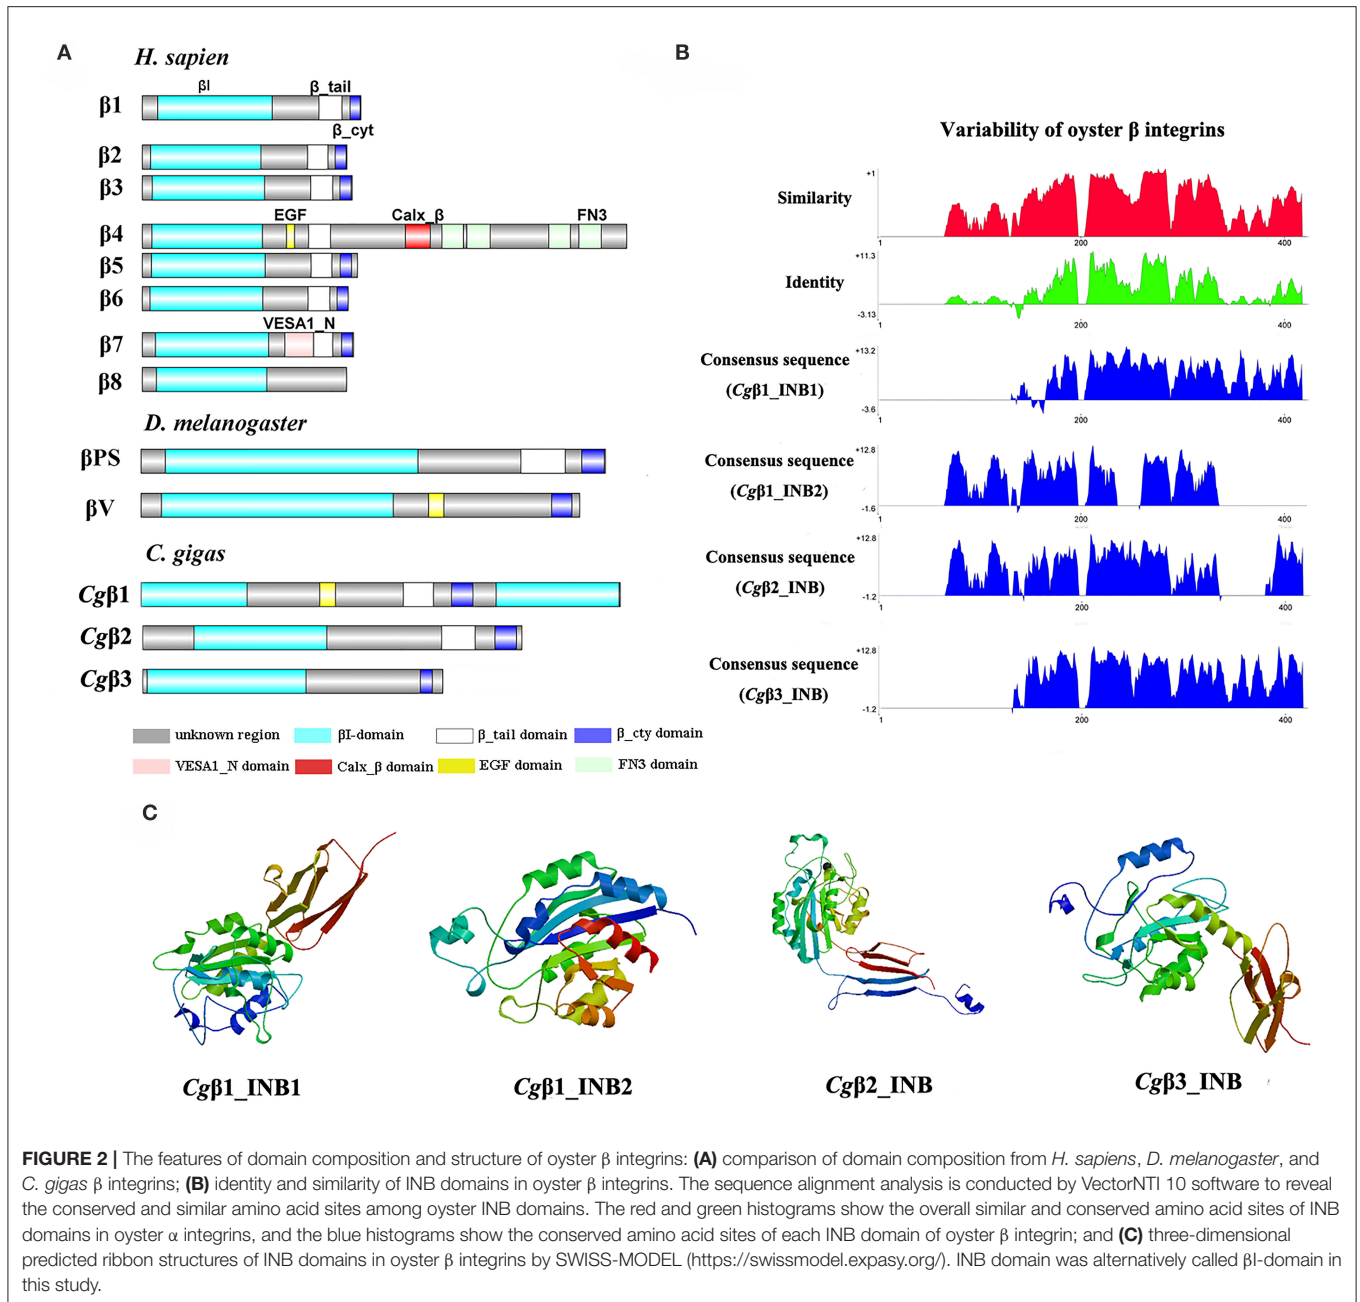 A
H. sapien
βI
β_tail
β1
β_cyt
β2
β3
EGF
Calx_β
FN3
β4
β5
β6
VESA1_N
β7
β8
D. melanogaster
βPS
βV
C. gigas
Cgβ1
Cgβ2
Cgβ3
unknown region
βI-domain
β_tail domain
β_cty domain
VESA1_N domain
Calx_β domain
EGF domain
FN3 domain
B
Variability of oyster β integrins
Similarity
+1
1
200
400
Identity
+11.3
-3.13
1
200
400
Consensus sequence
(Cgβ1_INB1)
+13.2
-3.6
1
200
400
Consensus sequence
(Cgβ1_INB2)
+12.8
-1.6
1
200
400
Consensus sequence
(Cgβ2_INB)
+12.8
-1.2
1
200
400
Consensus sequence
(Cgβ3_INB)
+12.8
-1.2
1
200
400
C
Cgβ1_INB1
Cgβ1_INB2
Cgβ2_INB
Cgβ3_INB
FIGURE 2 | The features of domain composition and structure of oyster β integrins: (A) comparison of domain composition from H. sapiens, D. melanogaster, and
C. gigas β integrins; (B) identity and similarity of INB domains in oyster β integrins. The sequence alignment analysis is conducted by VectorNTI 10 software to reveal
the conserved and similar amino acid sites among oyster INB domains. The red and green histograms show the overall similar and conserved amino acid sites of INB
domains in oyster α integrins, and the blue histograms show the conserved amino acid sites of each INB domain of oyster β integrin; and (C) three-dimensional
predicted ribbon structures of INB domains in oyster β integrins by SWISS-MODEL (https://swissmodel.expasy.org/). INB domain was alternatively called βI-domain in
this study.